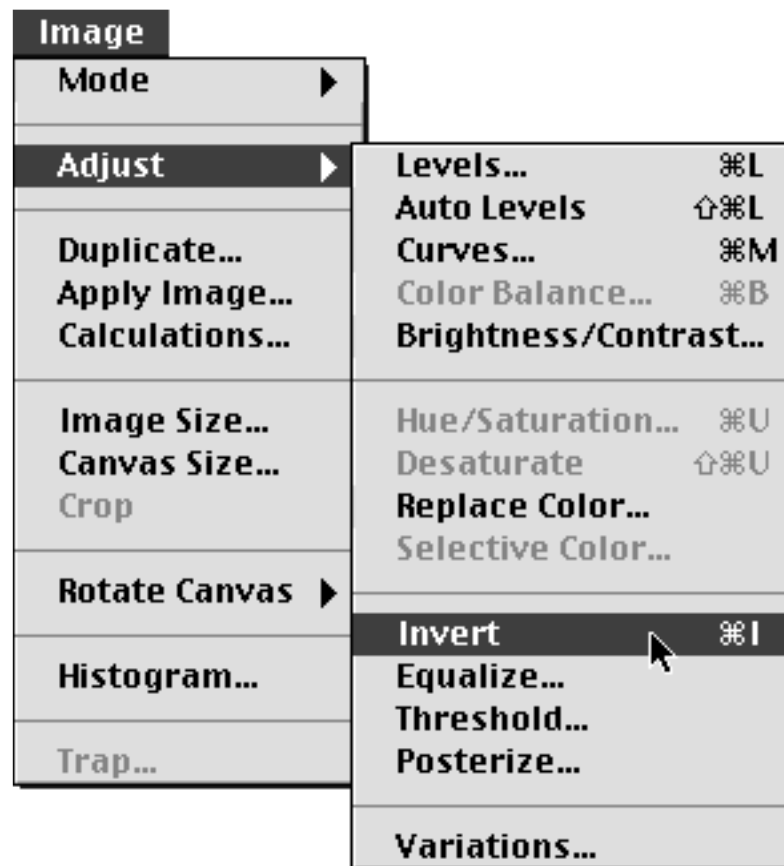 Image
Mode
Adjust
Duplicate...
Apply Image...
Calculations...
Image Size...
Canvas Size...
Crop
Rotate Canvas
Histogram...
Trap...
Levels... ⌘L
Auto Levels ⇧⌘L
Curves... ⌘M
Color Balance... ⌘B
Brightness/Contrast...
Hue/Saturation... ⌘U
Desaturate ⇧⌘U
Replace Color...
Selective Color...
Invert ⌘I
Equalize...
Threshold...
Posterize...
Variations...